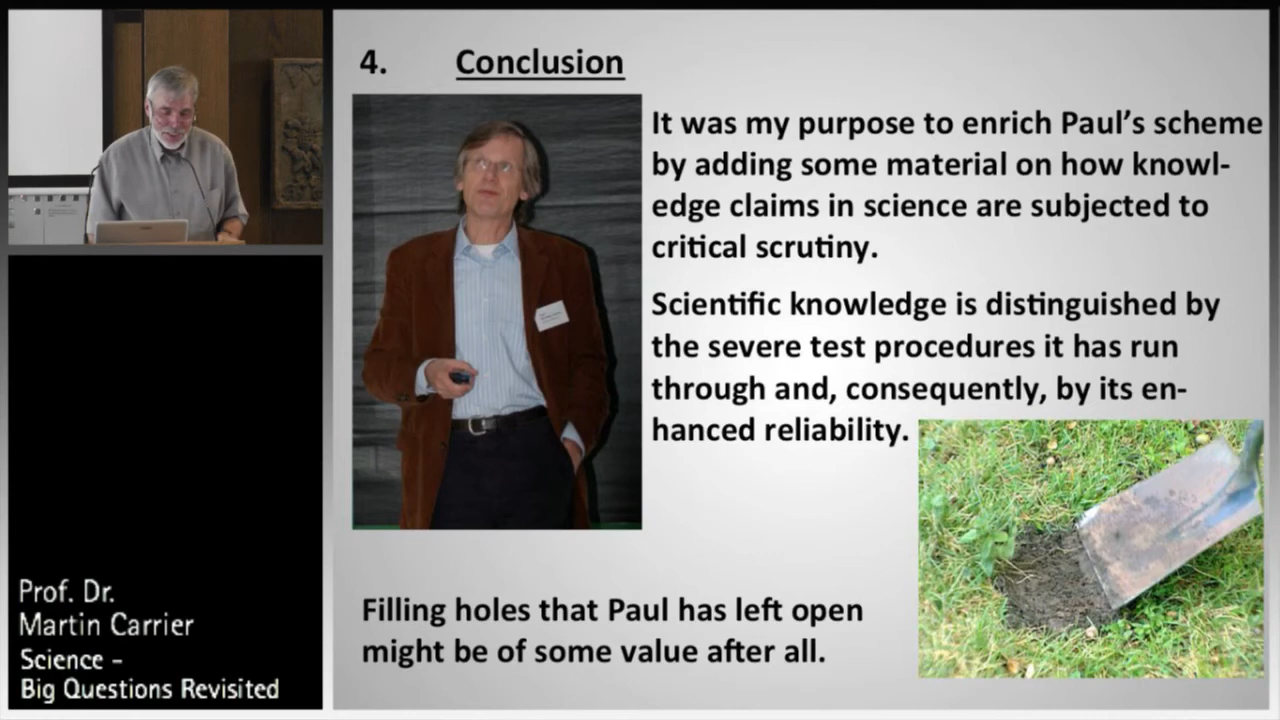 4. Conclusion
It was my purpose to enrich Paul's scheme
by adding some material on how knowl-
edge claims in science are subjected to
critical scrutiny.
Scientific knowledge is distinguished by
the severe test procedures it has run
through and, consequently, by its en-
hanced reliability.
Filling holes that Paul has left open
might be of some value after all.
Prof. Dr.
Martin Carrier
Science –
Big Questions Revisited